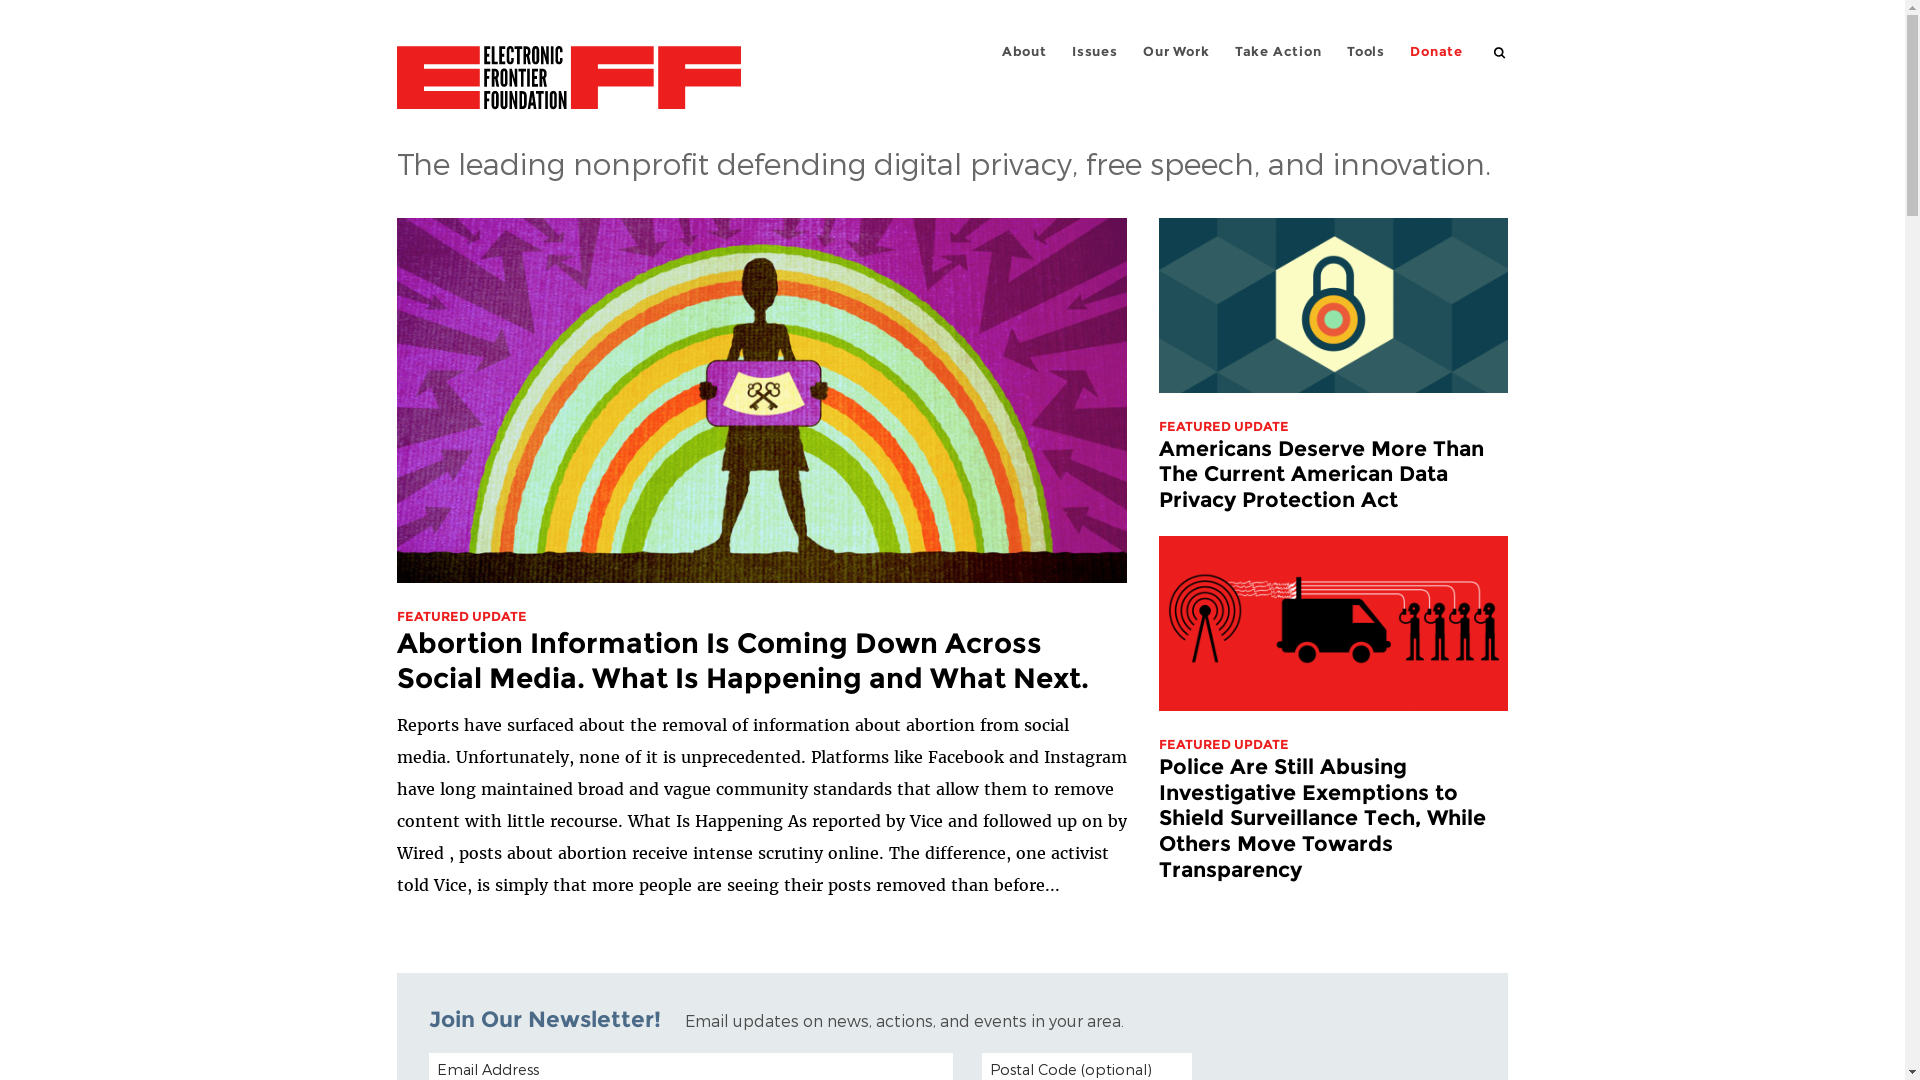 ELECTRONIC
FRONTIER
FOUNDATION
EFF
About Issues Our Work Take Action Tools Donate
The leading nonprofit defending digital privacy, free speech, and innovation.
FEATURED UPDATE
Abortion Information Is Coming Down Across
Social Media. What Is Happening and What Next.
Reports have surfaced about the removal of information about abortion from social
media. Unfortunately, none of it is unprecedented. Platforms like Facebook and Instagram
have long maintained broad and vague community standards that allow them to remove
content with little recourse. What Is Happening As reported by Vice and followed up on by
Wired , posts about abortion receive intense scrutiny online. The difference, one activist
told Vice, is simply that more people are seeing their posts removed than before...
FEATURED UPDATE
Americans Deserve More Than
The Current American Data
Privacy Protection Act
FEATURED UPDATE
Police Are Still Abusing
Investigative Exemptions to
Shield Surveillance Tech, While
Others Move Towards
Transparency
Join Our Newsletter! Email updates on news, actions, and events in your area.
Email Address Postal Code (optional)